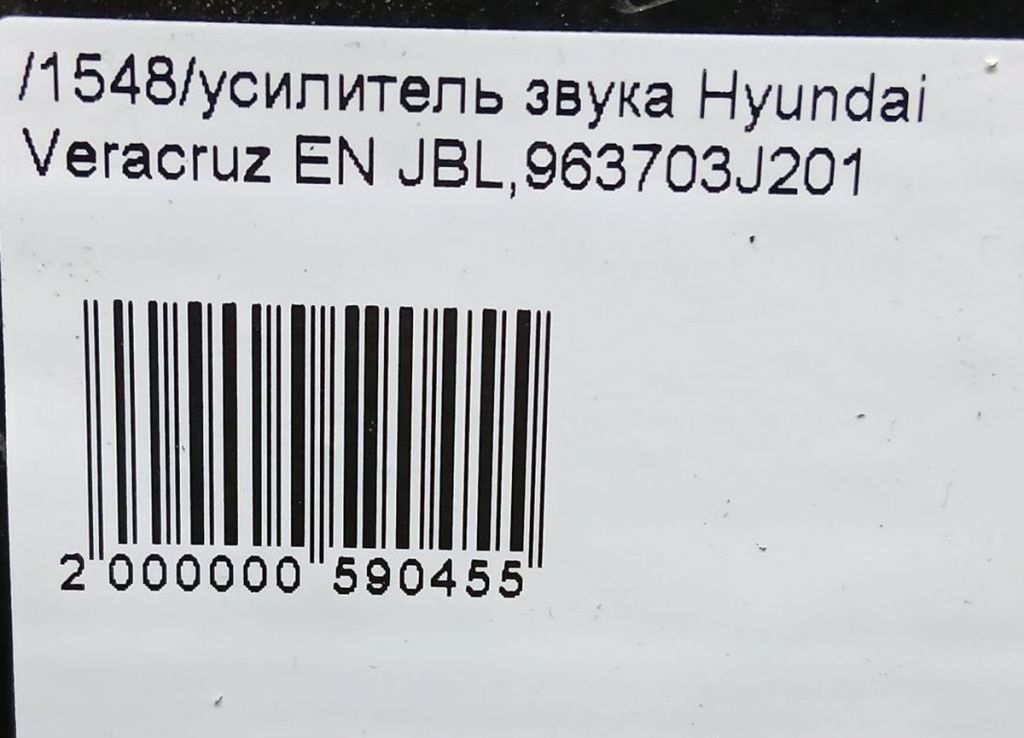 /1548/усилитель звука Hyundai
Veracruz EN JBL,963703J201
2 000000 590455